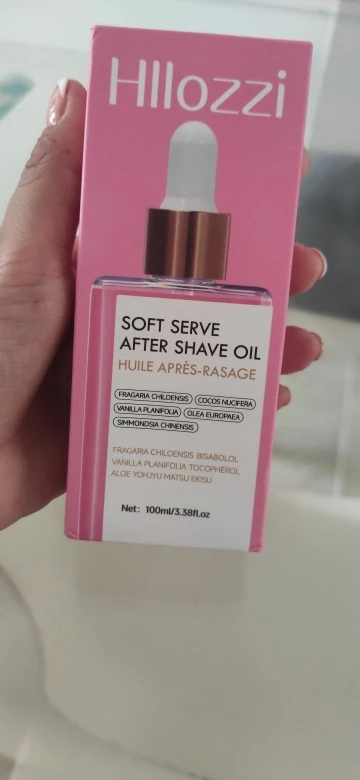 Hllozzi
SOFT SERVE
AFTER SHAVE OIL
HUILE APRÈS-RASAGE
FRAGARIA CHILOENSIS COCOS NUCIFERA
VANILLA PLANIFOLIA OLEA EUROPAEA
SIMMONDSIA CHINENSIS
FRAGARIA CHILOENSIS BISABOLOL
VANILLA PLANIFOLIA TOCOPHEROL
ALOE YOHJYU MATSU EKISU
Net: 100ml/3.38fl.oz